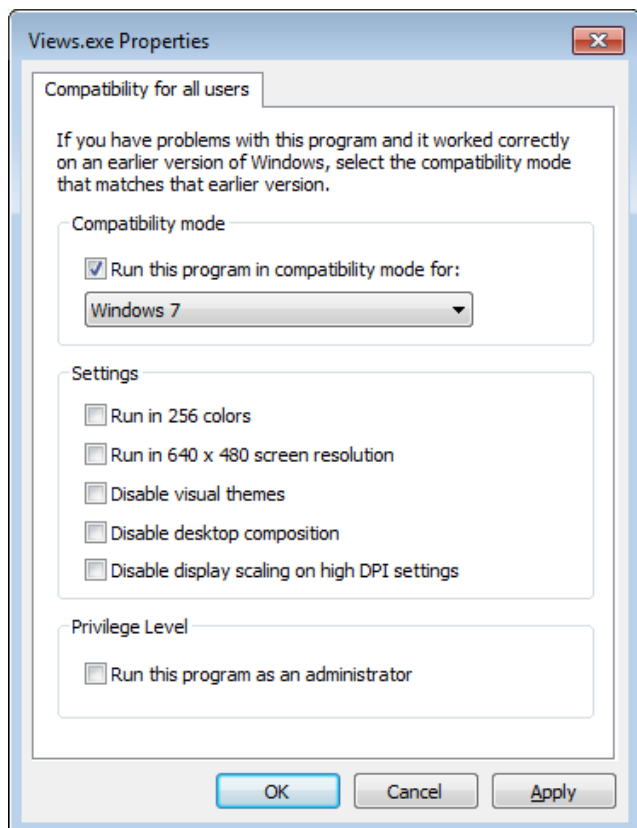 Views.exe Properties
Compatibility for all users
If you have problems with this program and it worked correctly
on an earlier version of Windows, select the compatibility mode
that matches that earlier version.
Compatibility mode
Run this program in compatibility mode for:
Windows 7
Settings
Run in 256 colors
Run in 640 x 480 screen resolution
Disable visual themes
Disable desktop composition
Disable display scaling on high DPI settings
Privilege Level
Run this program as an administrator
OK
Cancel
Apply